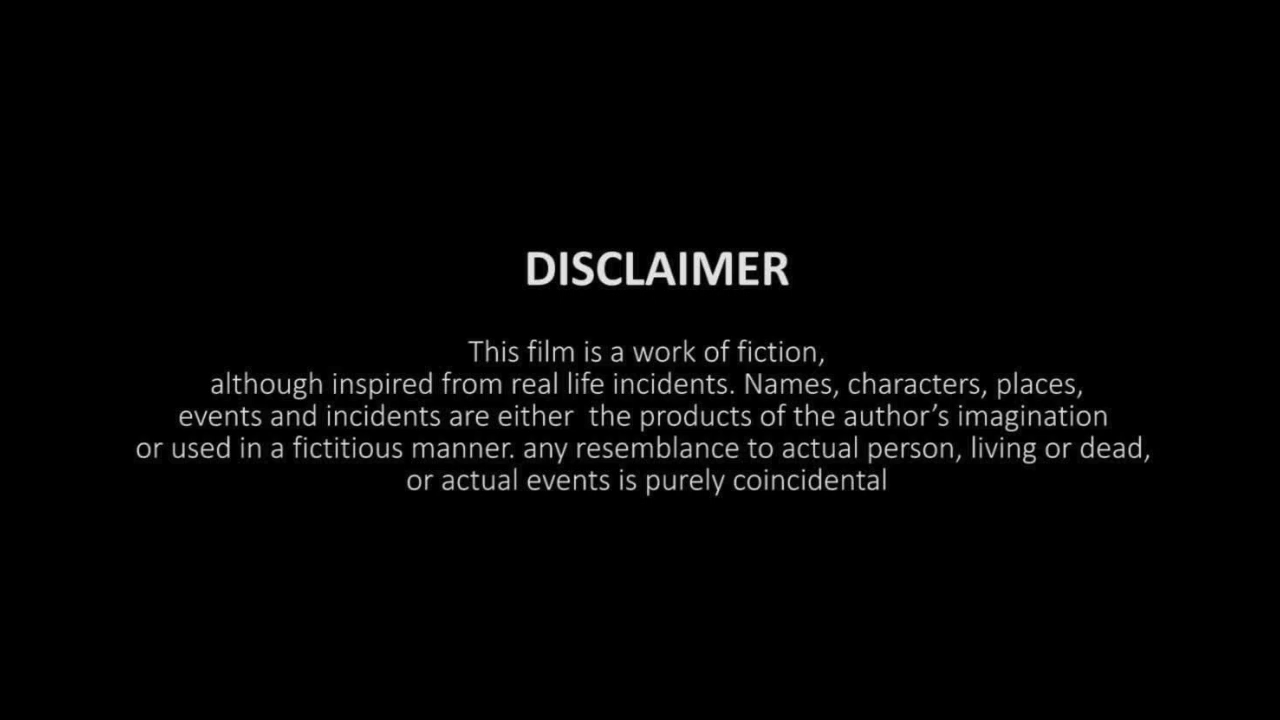 DISCLAIMER
This film is a work of fiction,
although inspired from real life incidents. Names, characters, places,
events and incidents are either  the products of the author’s imagination
or used in a fictitious manner. any resemblance to actual person, living or dead,
or actual events is purely coincidental